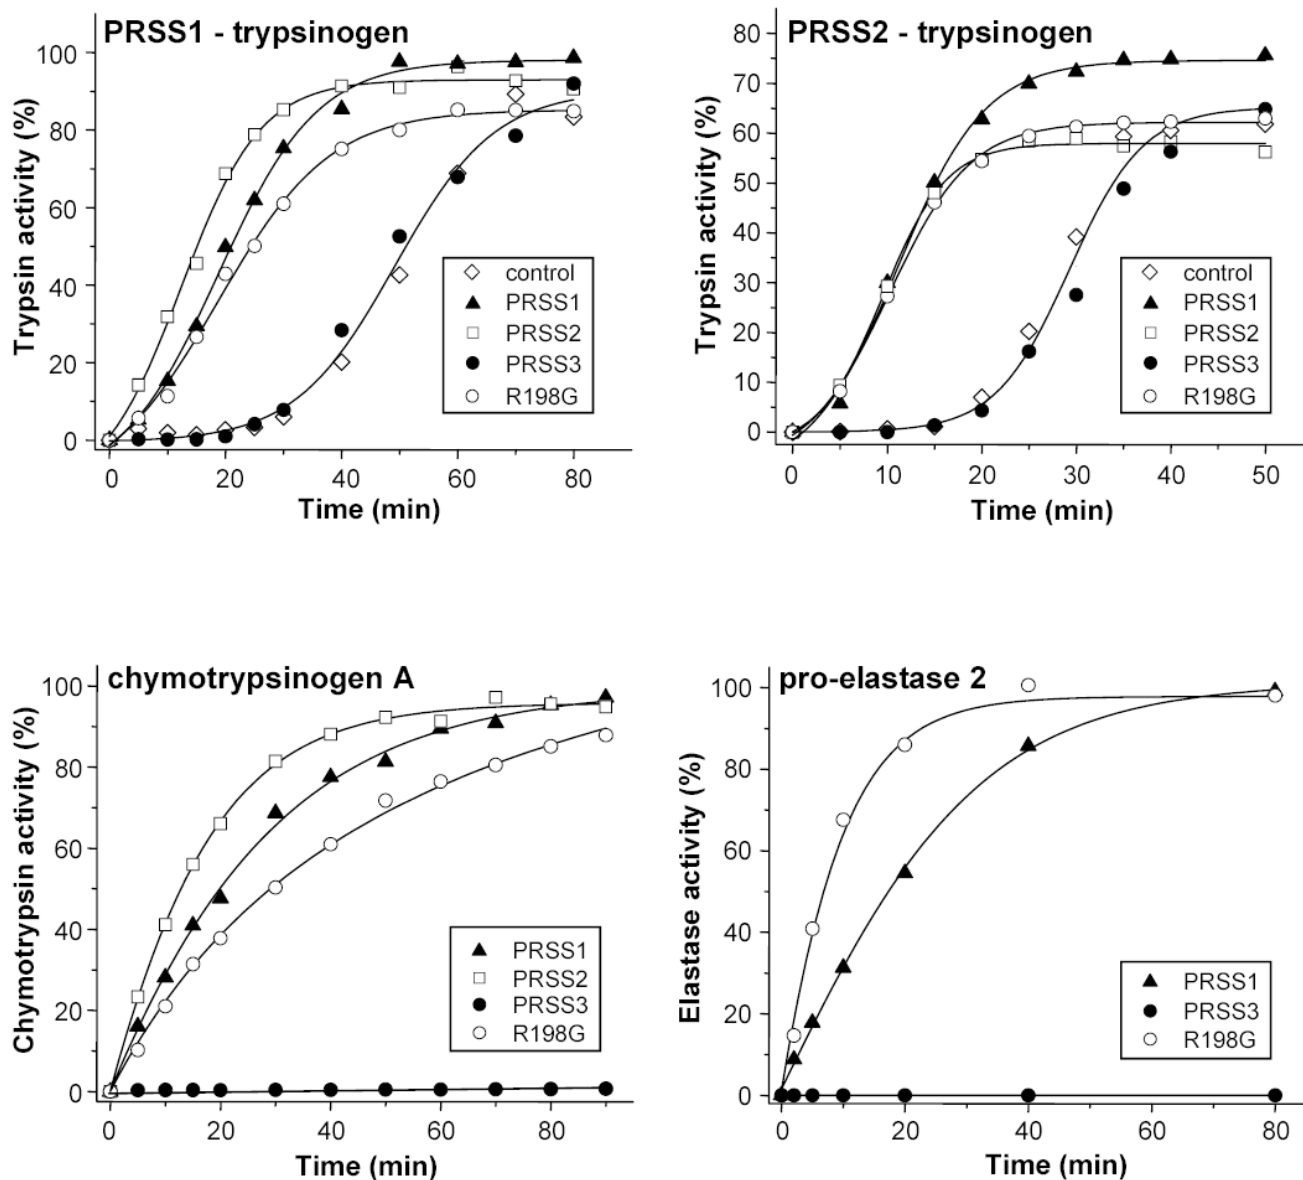 PRSS1 - trypsinogen
Trypsin activity (%)
100
80
60
40
20
0
control
PRSS1
PRSS2
PRSS3
R198G
0 20 40 60 80
Time (min)
PRSS2 - trypsinogen
Trypsin activity (%)
80
70
60
50
40
30
20
10
0
control
PRSS1
PRSS2
PRSS3
R198G
0 10 20 30 40 50
Time (min)
chymotrypsinogen A
Chymotrypsin activity (%)
100
80
60
40
20
0
PRSS1
PRSS2
PRSS3
R198G
0 20 40 60 80
Time (min)
pro-elastase 2
Elastase activity (%)
100
80
60
40
20
0
PRSS1
PRSS3
R198G
0 20 40 60 80
Time (min)